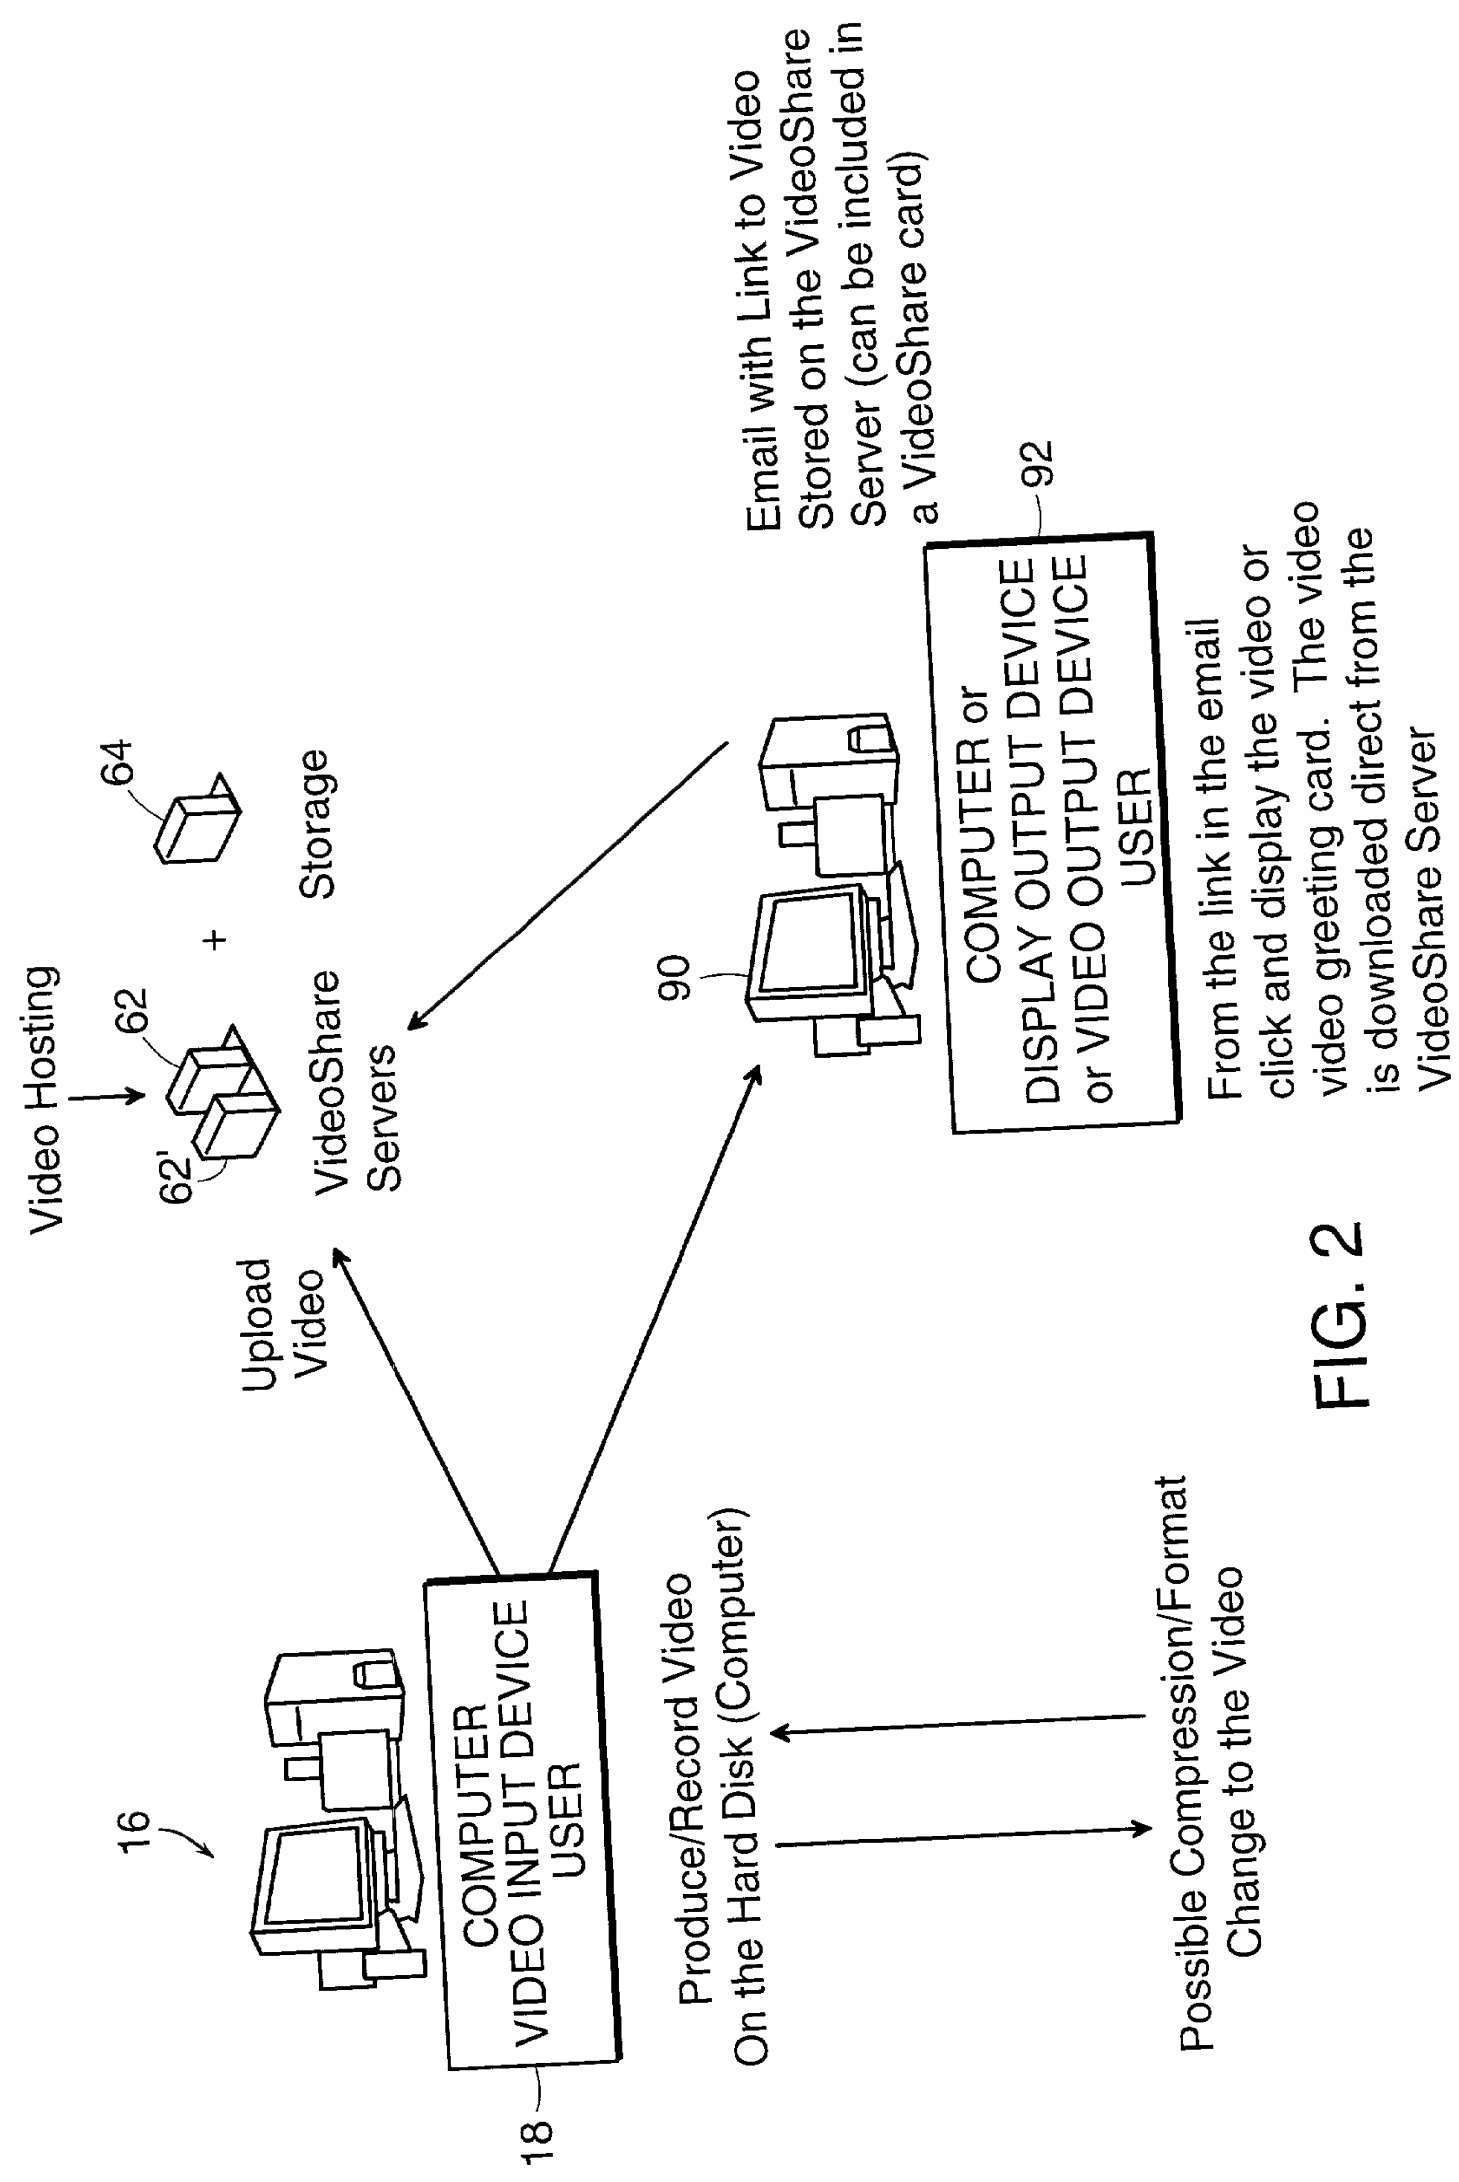 Video Hosting
62'
62
64
+
VideoShare
Servers
Storage
Upload
Video
16
COMPUTER
VIDEO INPUT DEVICE
USER
18
Produce/Record Video
On the Hard Disk (Computer)
Possible Compression/Format
Change to the Video
Email with Link to Video
Stored on the VideoShare
Server (can be included in
a VideoShare card)
90
COMPUTER or
DISPLAY OUTPUT DEVICE
or VIDEO OUTPUT DEVICE
USER
92
From the link in the email
click and display the video or
video greeting card. The video
is downloaded direct from the
VideoShare Server
FIG. 2